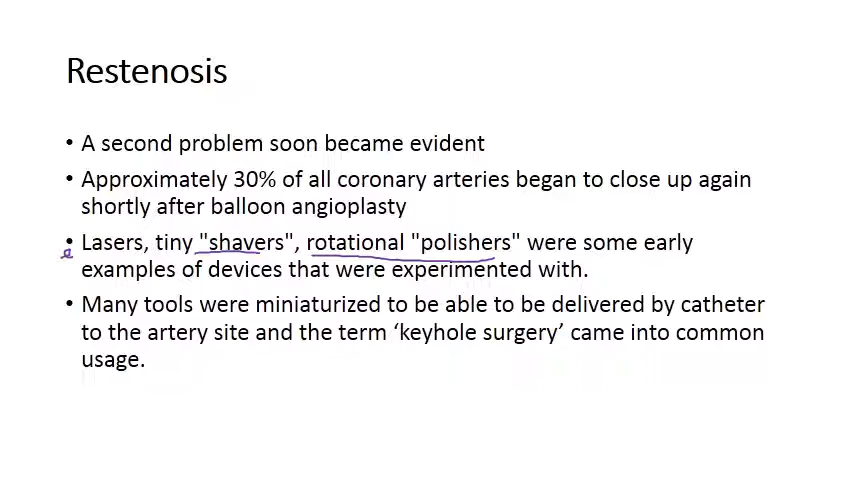 Restenosis
• A second problem soon became evident
• Approximately 30% of all coronary arteries began to close up again
shortly after balloon angioplasty
• Lasers, tiny "shavers", rotational "polishers" were some early
examples of devices that were experimented with.
• Many tools were miniaturized to be able to be delivered by catheter
to the artery site and the term ‘keyhole surgery’ came into common
usage.